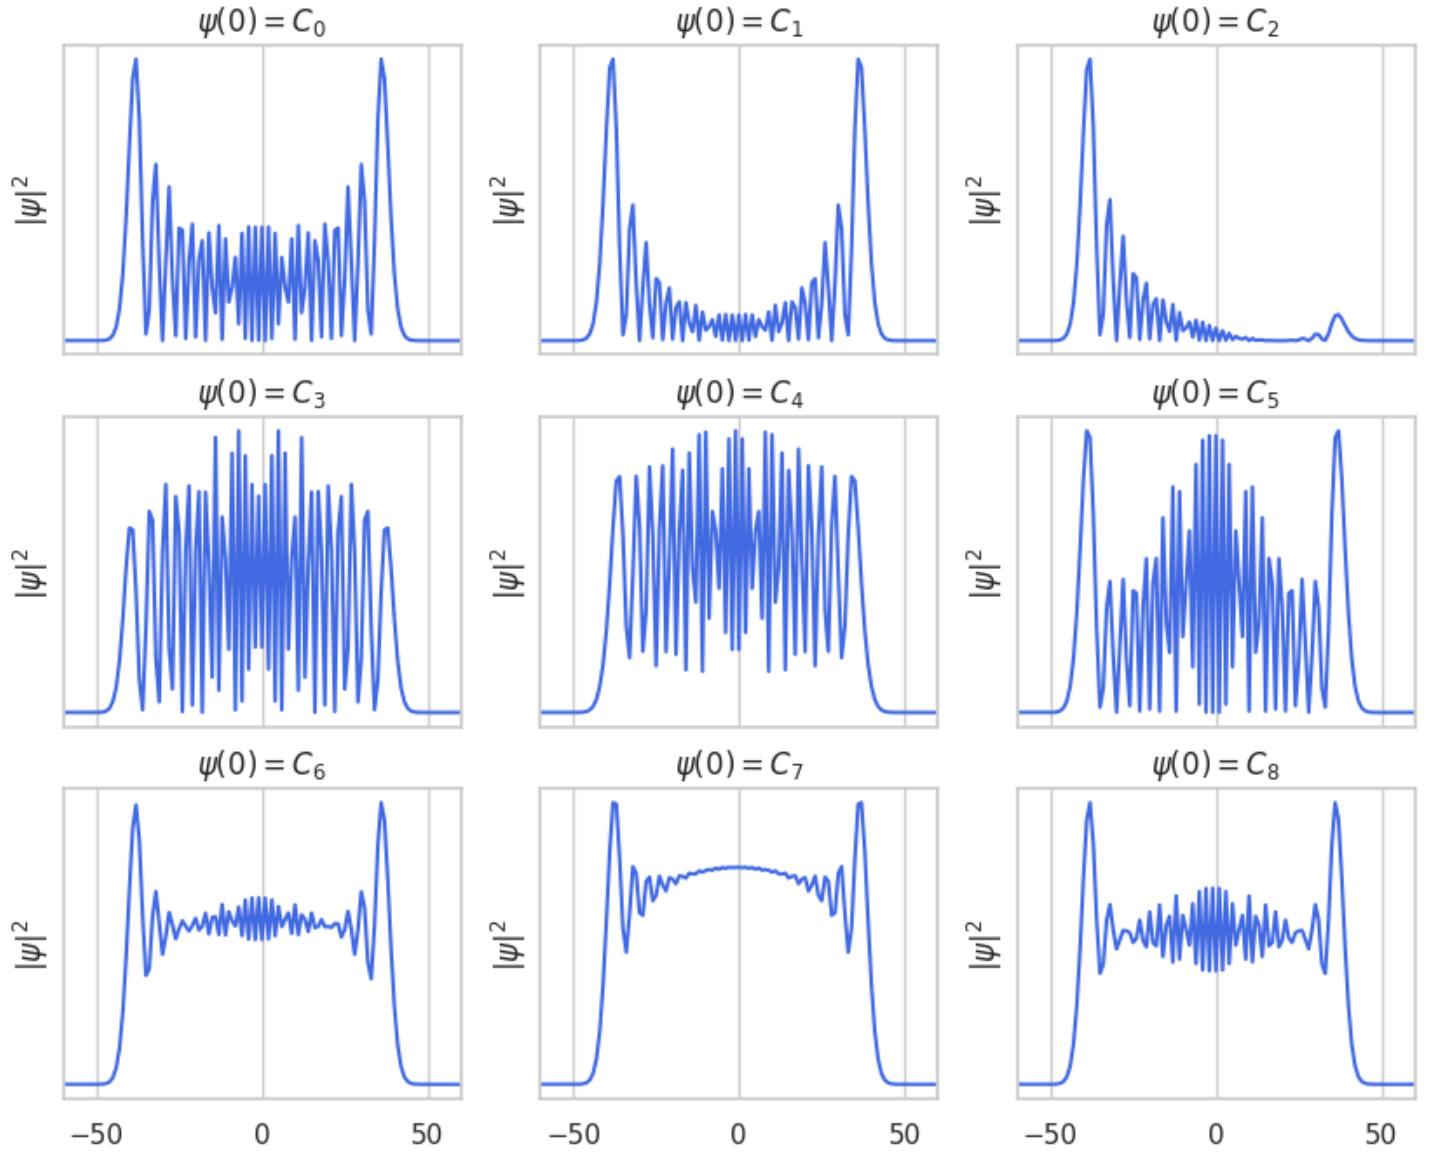 ψ(0) = C₀ ψ(0) = C₁ ψ(0) = C₂
|ψ|² |ψ|² |ψ|²
ψ(0) = C₃ ψ(0) = C₄ ψ(0) = C₅
|ψ|² |ψ|² |ψ|²
ψ(0) = C₆ ψ(0) = C₇ ψ(0) = C₈
|ψ|² |ψ|² |ψ|²
−50 0 50 −50 0 50 −50 0 50